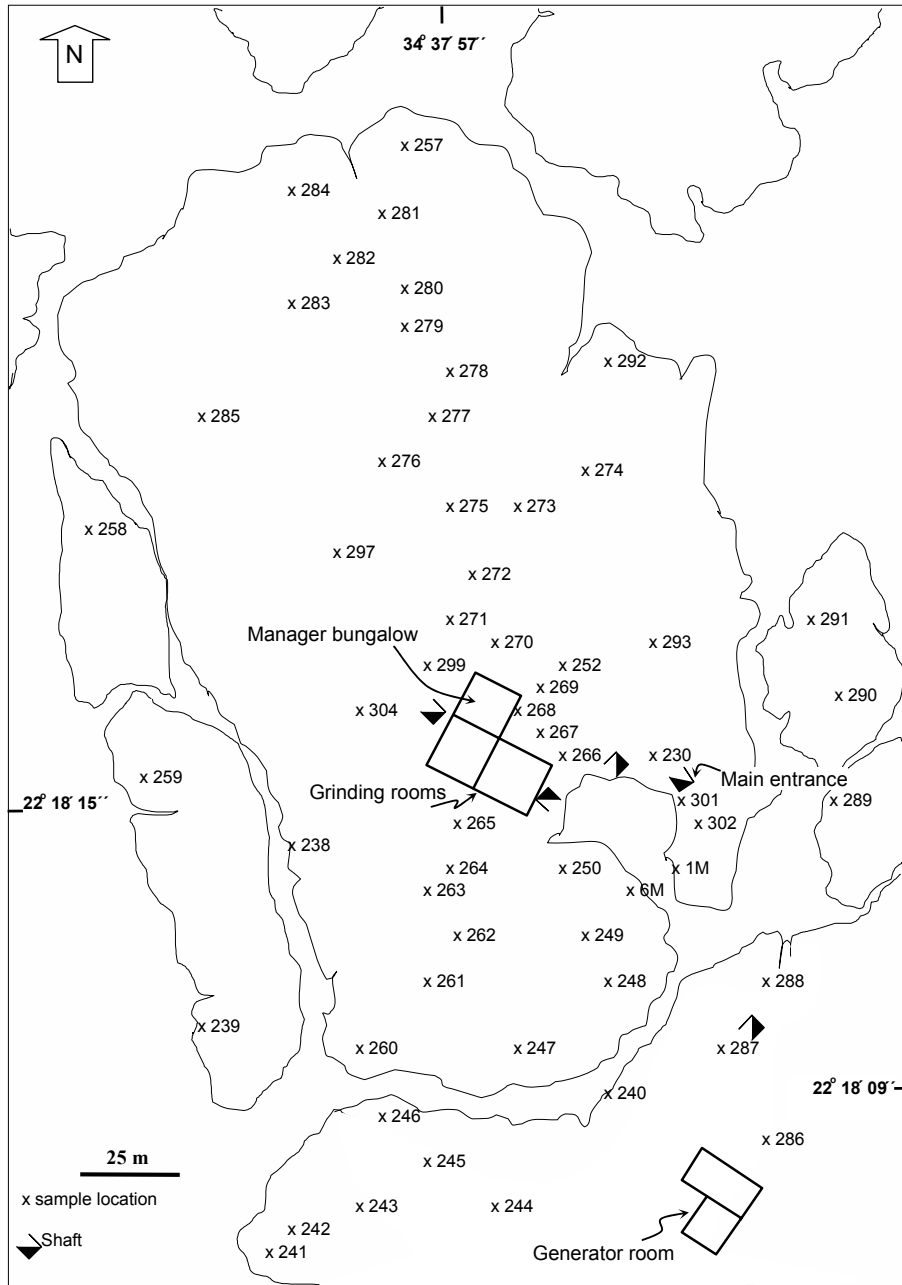 N
34° 37´ 57´´
x 257
x 284
x 281
x 282
x 280
x 283
x 279
x 292
x 278
x 285
x 277
x 276
x 274
x 275
x 273
x 258
x 297
x 272
x 271
x 291
Manager bungalow
x 270
x 293
x 299
x 252
x 269
x 290
x 304
x 268
x 267
x 266
x 230
x 259
Main entrance
Grinding rooms
22° 18´ 15´´
x 301
x 289
x 265
x 302
x 238
x 264
x 250
x 1M
x 263
x 6M
x 262
x 249
x 261
x 248
x 288
x 239
x 260
x 247
x 287
22° 18´ 09´´
x 240
x 246
x 286
x 245
25 m
x sample location
x 243
x 244
x 242
Shaft
x 241
Generator room